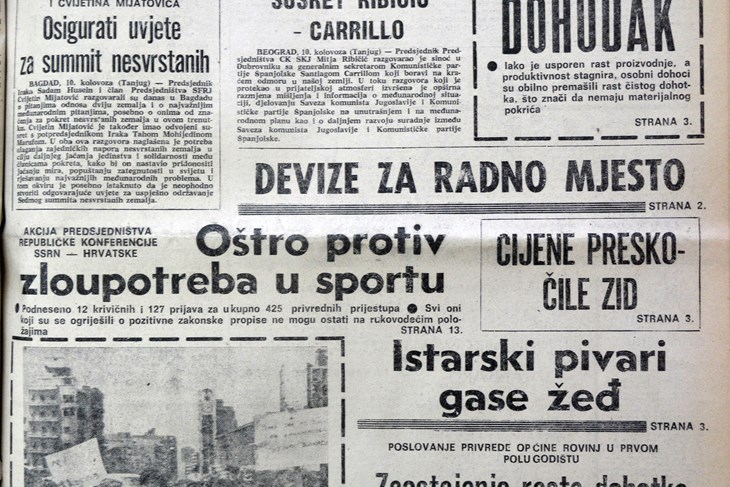 I CVIJETINA MIJATOVIĆA
Osigurati uvjete
za summit nesvrstanih
BAGDAD, 10. kolovoza (Tanjug) — Predsjednik
Iraka Sadam Husein i član Predsjedništva SFRJ
Cvijetin Mijatović razgovarali su danas u Bagdadu
o pitanjima odnosa dviju zemalja i o najvažnijim
međunarodnim pitanjima, posebno o onima od zna-
čenja za pokret nesvrstanih zemalja u ovom trenut-
ku. Cvijetin Mijatović je također imao odvojeni susret
s potpredsjednikom Iraka Tahom Mohijedinom
Marufom. U oba ova razgovora naglašena je potreba
ulaganja zajedničkih napora nesvrstanih zemalja u
cilju daljnjeg jačanja jedinstva i solidarnosti među
članicama pokreta, kako bi on nastavio pridonositi
jačanju mira, popuštanju zategnutosti u svijetu i
rješavanju najvažnijih međunarodnih problema. U
tom okviru je posebno istaknuto da je neophodno
stvoriti odgovarajuće uvjete za uspješno održavanje
Sedmog summita nesvrstanih zemalja.
SUSRET RIBIČIČ
- CARRILLO
BEOGRAD, 10. kolovoza (Tanjug) — Predsjednik Pred-
sjedništva CK SKJ Mitja Ribičič razgovarao je sinoć u
Dubrovniku sa generalnim sekretarom Komunističke parti-
je Španjolske Santiagom Carrillom koji boravi na kra-
ćem odmoru u našoj zemlji. U toku razgovora koji je
protekao u prijateljskoj atmosferi izvršena je opširna
razmjena mišljenja i informacija o međunarodnoj situa-
ciji, djelovanju Saveza komunista Jugoslavije i Komuni-
stičke partije Španjolske na unutrašnjem i na međuna-
rodnom planu kao i o daljnjem razvoju suradnje između
Saveza komunista Jugoslavije i Komunističke partije
Španjolske.
DOHODAK
● Iako je usporen rast proizvodnje, a
produktivnost stagnira, osobni dohoci
su obilno premašili rast čistog dohot-
ka, što znači da nemaju materijalnog
pokrića
STRANA 3.
DEVIZE ZA RADNO MJESTO
STRANA 2.
AKCIJA PREDSJEDNIŠTVA
REPUBLIČKE KONFERENCIJE
SSRN — HRVATSKE
Oštro protiv
zloupotreba u sportu
● Podneseno 12 krivičnih i 127 prijava za ukupno 425 privrednih prijestupa ● Svi oni
koji su se ogriješili o pozitivne zakonske propise ne mogu ostati na rukovodećim polo-
žajima
STRANA 13.
CIJENE PRESKO-
ČILE ZID
STRANA 3.
Istarski pivari
gase žeđ
STRANA 3.
POSLOVANJE PRIVREDE OPĆINE ROVINJ U PRVOM
POLUGODIŠTU
Zaostajanje rasta dohotka